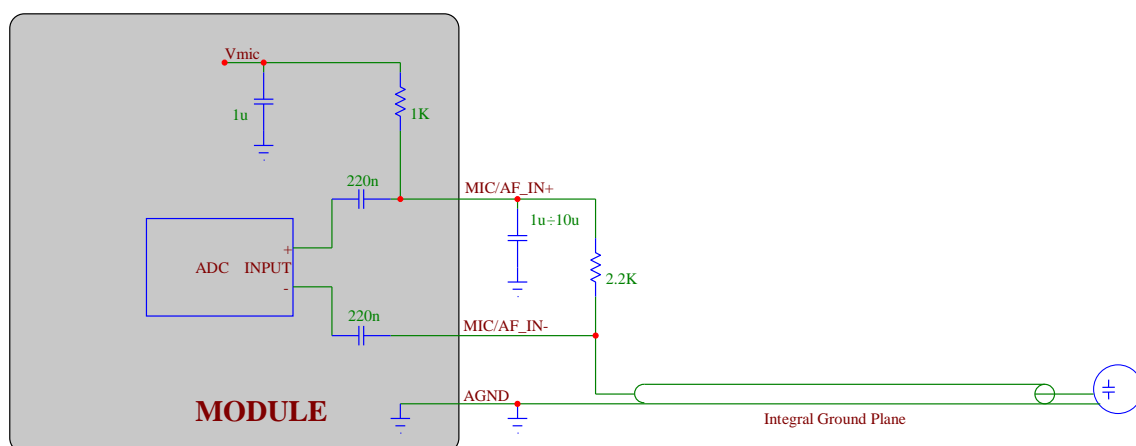 Vmic
1u
1K
220n
MIC/AF_IN+
1u÷10u
+
ADC INPUT
-
2.2K
220n
MIC/AF_IN-
AGND
MODULE
Integral Ground Plane